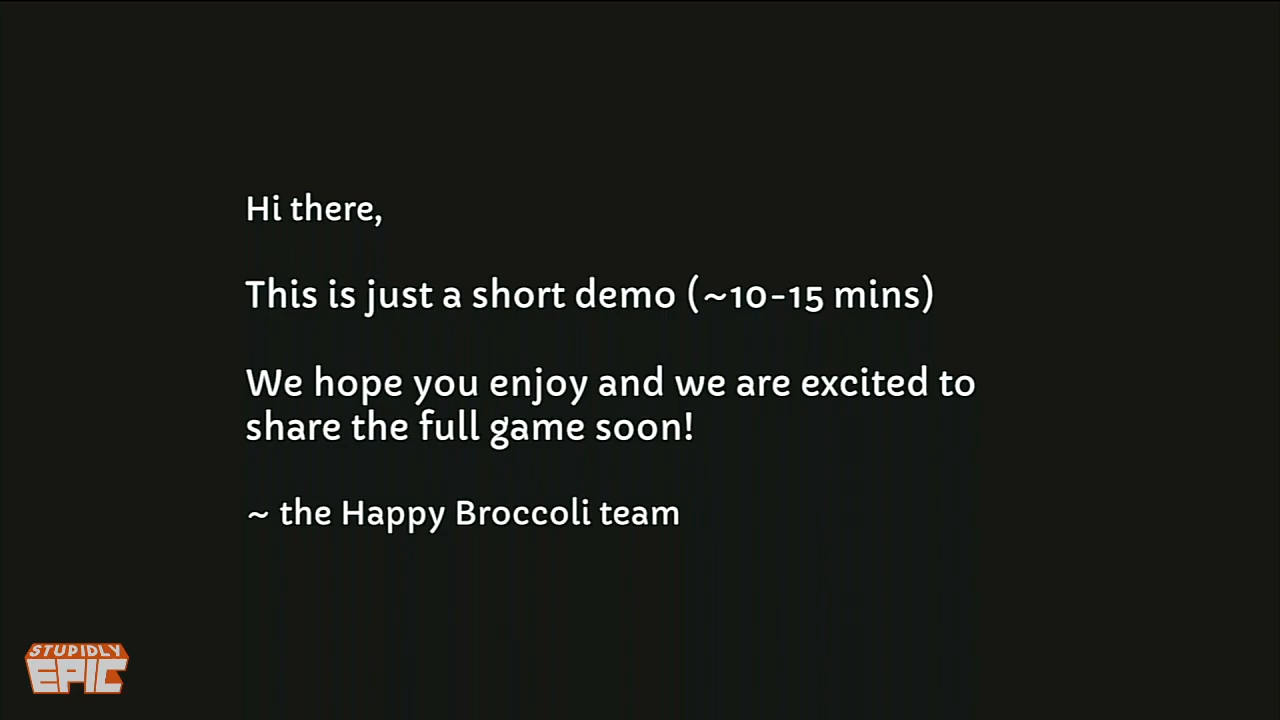 Hi there,
This is just a short demo (~10-15 mins)
We hope you enjoy and we are excited to
share the full game soon!
~ the Happy Broccoli team
STUPIDLY
EPIC